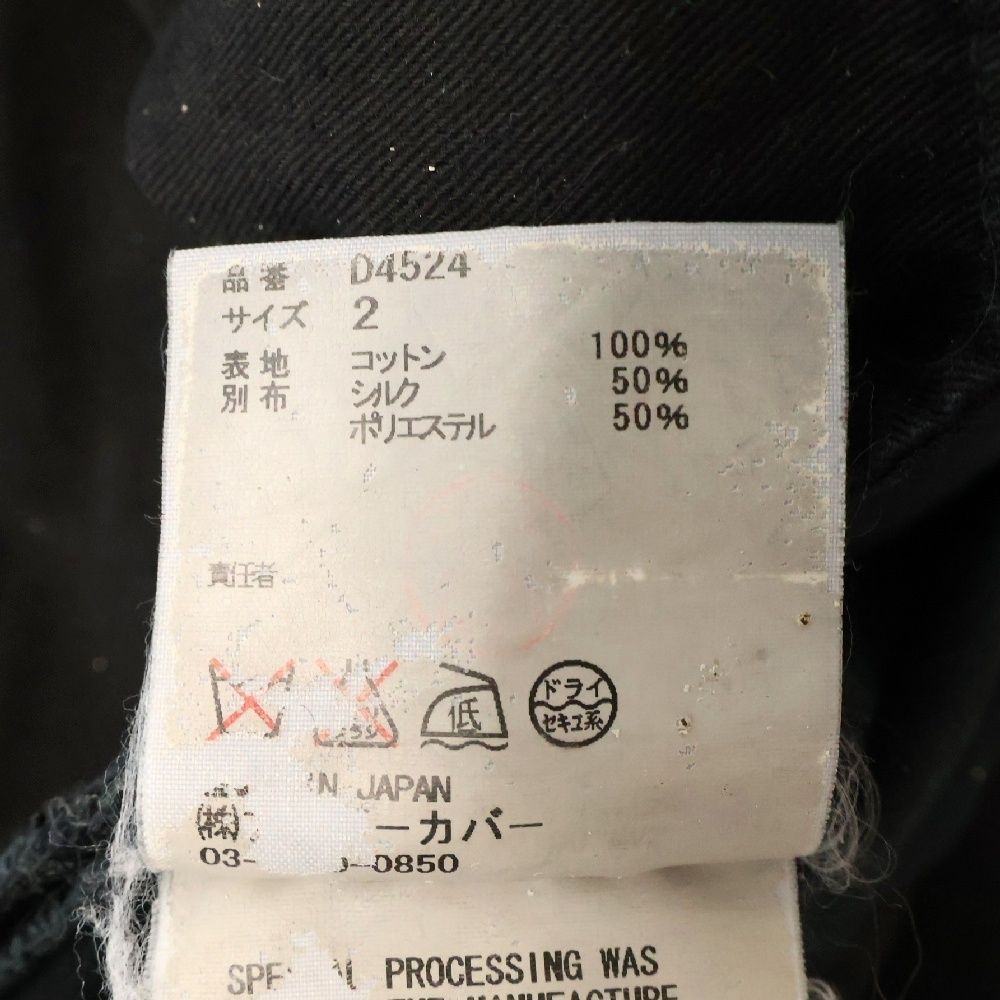 品番 D4524
サイズ 2
表地 コットン 100%
別布 シルク 50%
ポリエステル 50%
責任者
低
ドライ
セキユ系
JAPAN
㈱ ーカバー
03- -0850
PROCESSING WAS